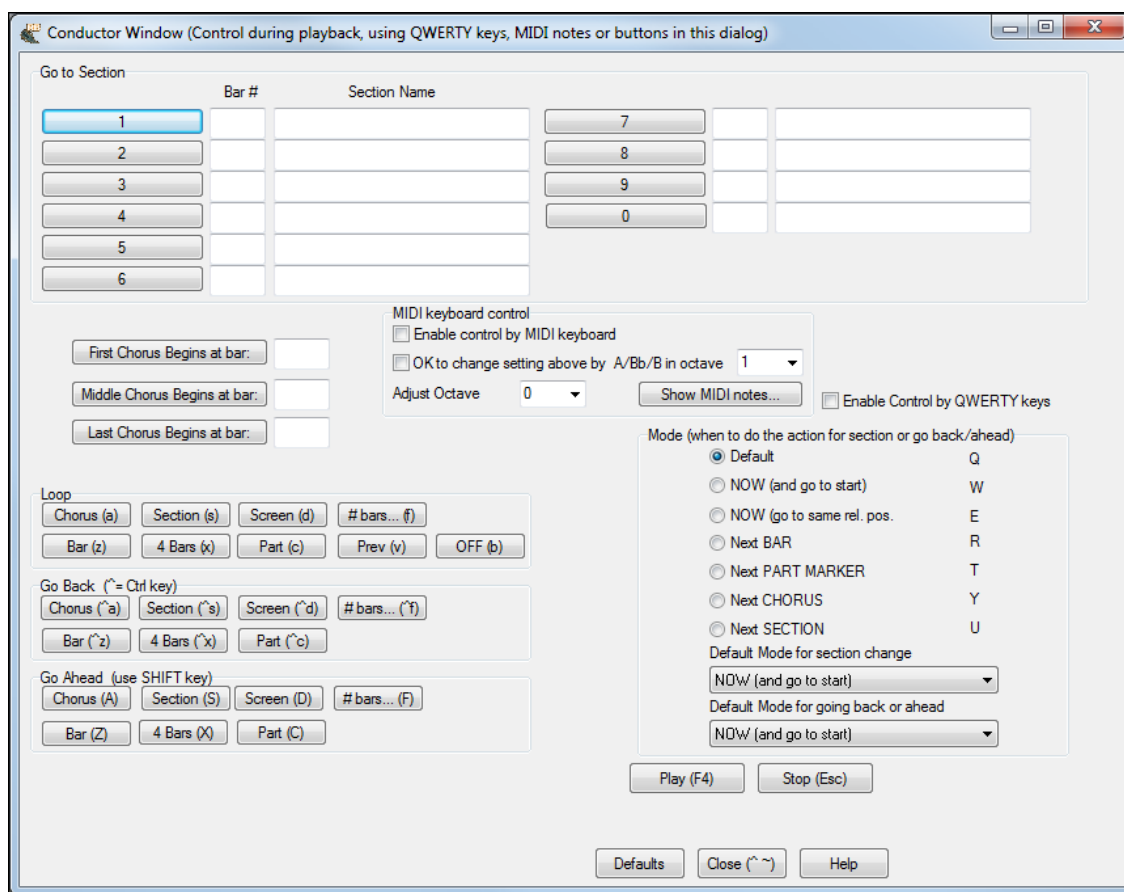 Conductor Window (Control during playback, using QWERTY keys, MIDI notes or buttons in this dialog)
Go to Section
Bar # Section Name
1 7
2 8
3 9
4 0
5
6
MIDI keyboard control
Enable control by MIDI keyboard
First Chorus Begins at bar:
OK to change setting above by A/Bb/B in octave 1
Middle Chorus Begins at bar:
Adjust Octave 0 Show MIDI notes...
Enable Control by QWERTY keys
Last Chorus Begins at bar:
Mode (when to do the action for section or go back/ahead)
Default Q
NOW (and go to start) W
NOW (go to same rel. pos. E
Next BAR R
Next PART MARKER T
Next CHORUS Y
Next SECTION U
Default Mode for section change
NOW (and go to start)
Default Mode for going back or ahead
NOW (and go to start)
Loop
Chorus (a) Section (s) Screen (d) # bars... (f)
Bar (z) 4 Bars (x) Part (c) Prev (v) OFF (b)
Go Back (^= Ctrl key)
Chorus (^a) Section (^s) Screen (^d) # bars... (^f)
Bar (^z) 4 Bars (^x) Part (^c)
Go Ahead (use SHIFT key)
Chorus (A) Section (S) Screen (D) # bars... (F)
Bar (Z) 4 Bars (X) Part (C)
Play (F4) Stop (Esc)
Defaults Close (^ ~) Help